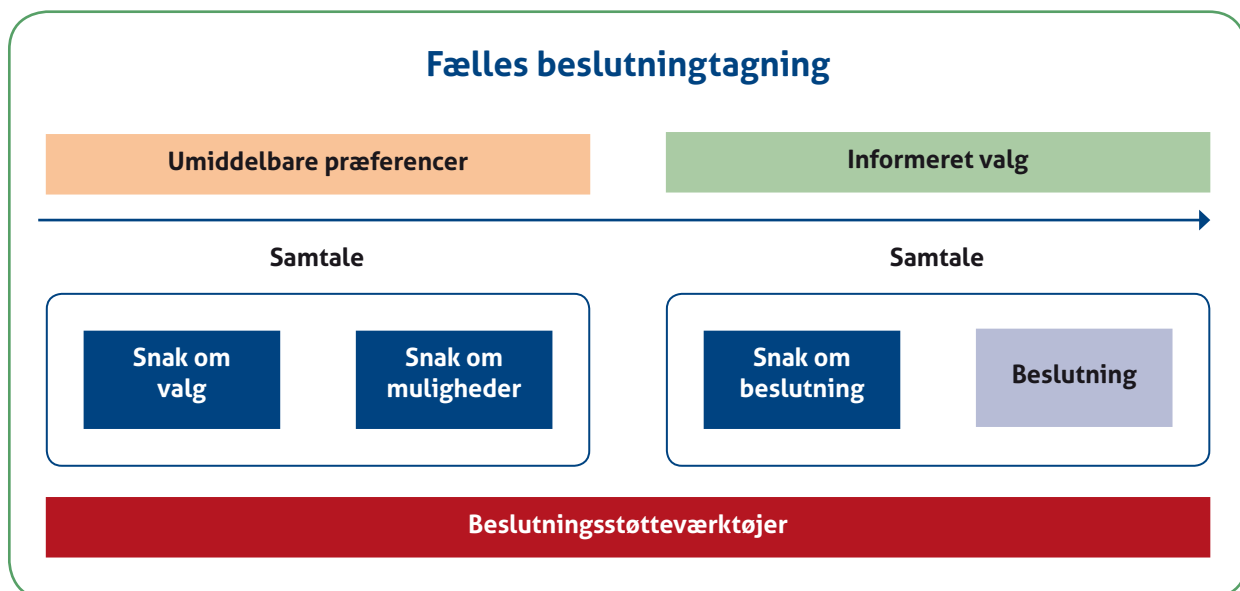 Fælles beslutningtagning
Umiddelbare præferencer
Informeret valg
Samtale
Samtale
Snak om
valg
Snak om
muligheder
Snak om
beslutning
Beslutning
Beslutningsstøtteværktøjer